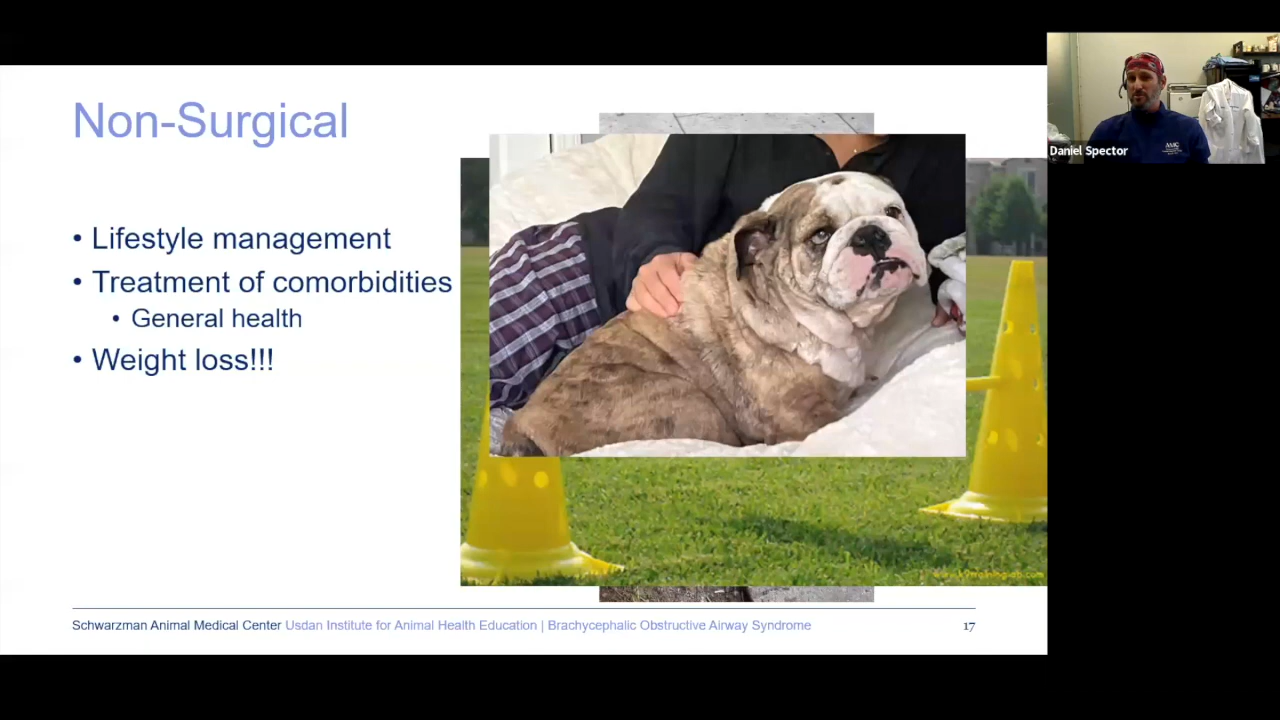 Non-Surgical
• Lifestyle management
• Treatment of comorbidities
• General health
• Weight loss!!!
Schwarzman Animal Medical Center Usdan Institute for Animal Health Education | Brachycephalic Obstructive Airway Syndrome
17
Daniel Spector
AMC